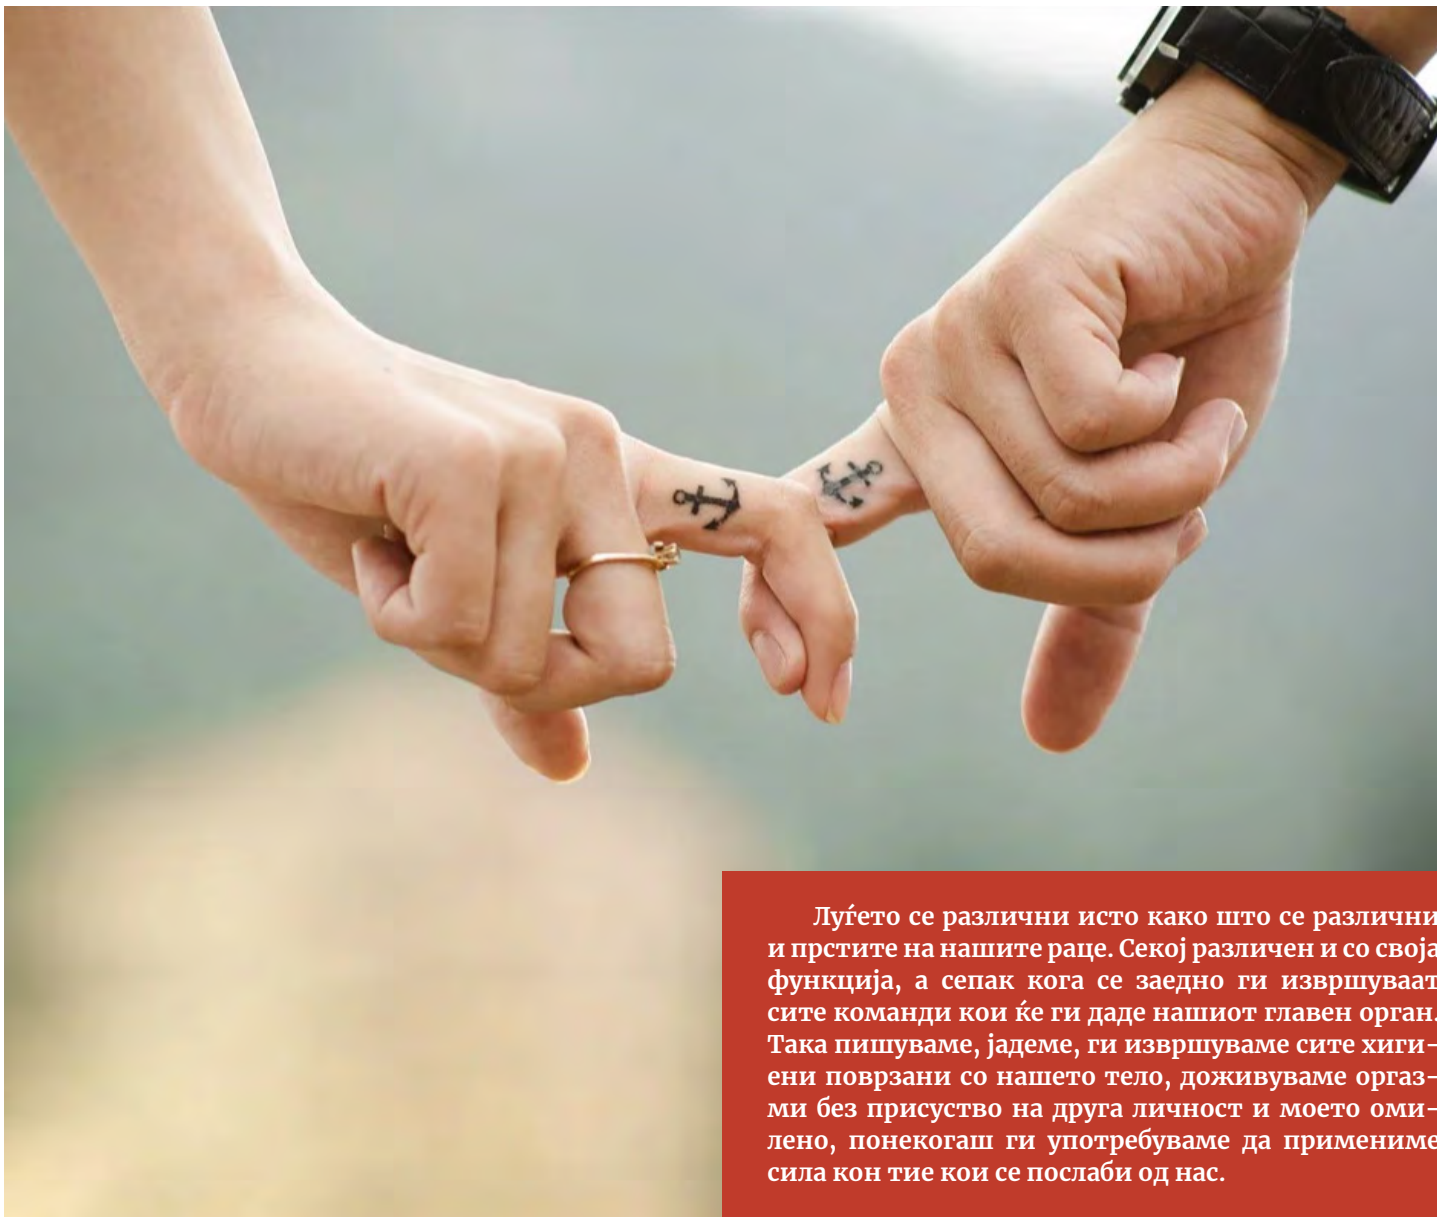 Луѓето се различни исто како што се различни
и прстите на нашите раце. Секој различен и со своја
функција, а сепак кога се заедно ги извршуваат
сите команди кои ќе ги даде нашиот главен орган.
Така пишуваме, јадеме, ги извршуваме сите хиги-
ени поврзани со нашето тело, доживуваме оргаз-
ми без присуство на друга личност и моето оми-
лено, понекогаш ги употребуваме да примениме
сила кон тие кои се послаби од нас.